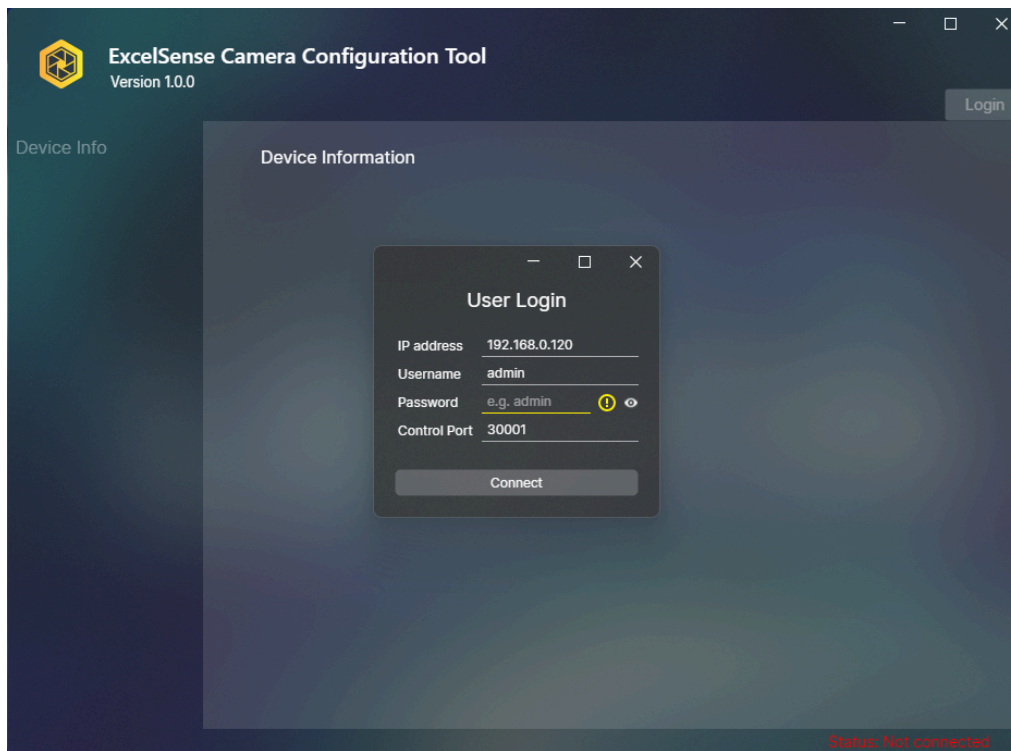 ExcelSense Camera Configuration Tool
Version 1.0.0
Login
Device Info
Device Information
User Login
IP address 192.168.0.120
Username admin
Password e.g. admin
Control Port 30001
Connect
Status: Not connected